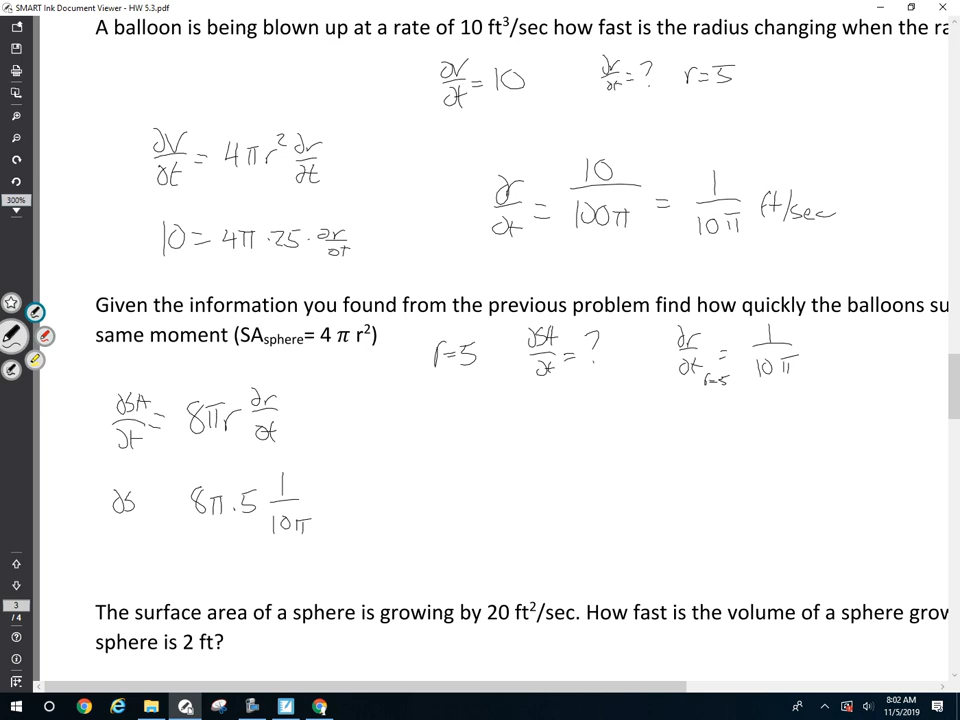 SMART Ink Document Viewer - HW 5.3.pdf
A balloon is being blown up at a rate of 10 ft³/sec how fast is the radius changing when the ra
∂V/∂t = 10 ∂r/∂t = ? r = 5
∂V/∂t = 4πr² ∂r/∂t
∂r/∂t = 10/100π = 1/10π ft/sec
10 = 4π · 25 · ∂r/∂t
300%
Given the information you found from the previous problem find how quickly the balloons su
same moment (SAsphere= 4 π r²)
r = 5 ∂SA/∂t = ? ∂r/∂t r=5 = 1/10π
∂SA/∂t = 8πr ∂r/∂t
∂S 8π · 5 1/10π
The surface area of a sphere is growing by 20 ft²/sec. How fast is the volume of a sphere grow
sphere is 2 ft?
3
/ 4
8:02 AM
11/5/2019